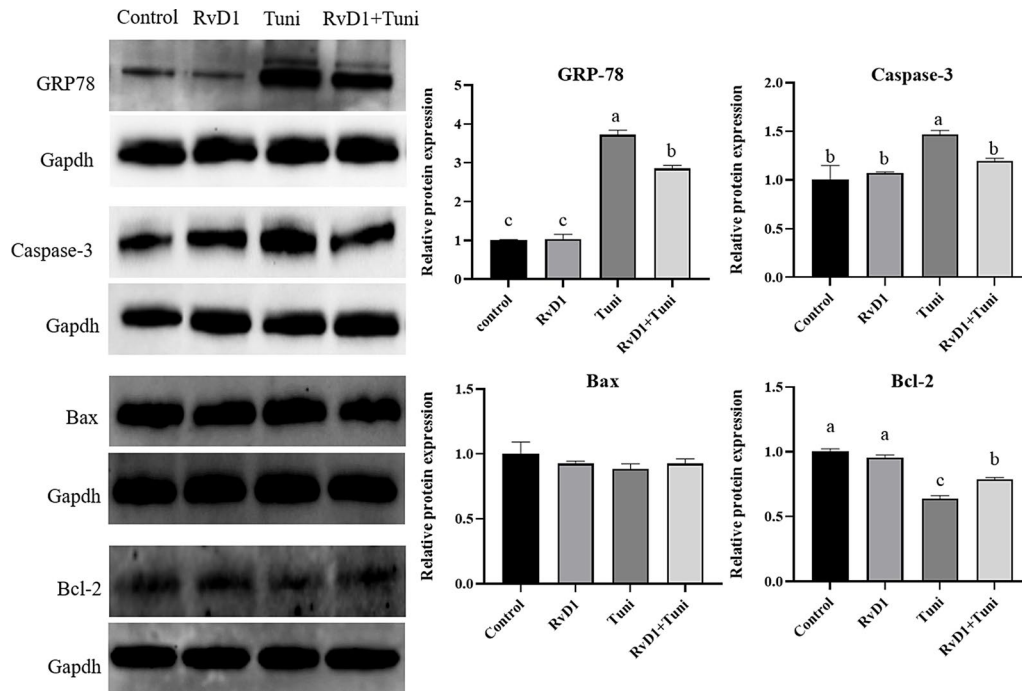 Control RvD1 Tuni RvD1+Tuni
GRP78
Gapdh
Caspase-3
Gapdh
Bax
Gapdh
Bcl-2
Gapdh
GRP-78
Relative protein expression
5
4
3
2
1
0
c
c
a
b
control
RvD1
Tuni
RvD1+Tuni
Caspase-3
Relative protein expression
2.0
1.5
1.0
0.5
0.0
b
b
a
b
Control
RvD1
Tuni
RvD1+Tuni
Bax
Relative protein expression
1.5
1.0
0.5
0.0
Control
RvD1
Tuni
RvD1+Tuni
Bcl-2
Relative protein expression
1.5
1.0
0.5
0.0
a
a
c
b
Control
RvD1
Tuni
RvD1+Tuni